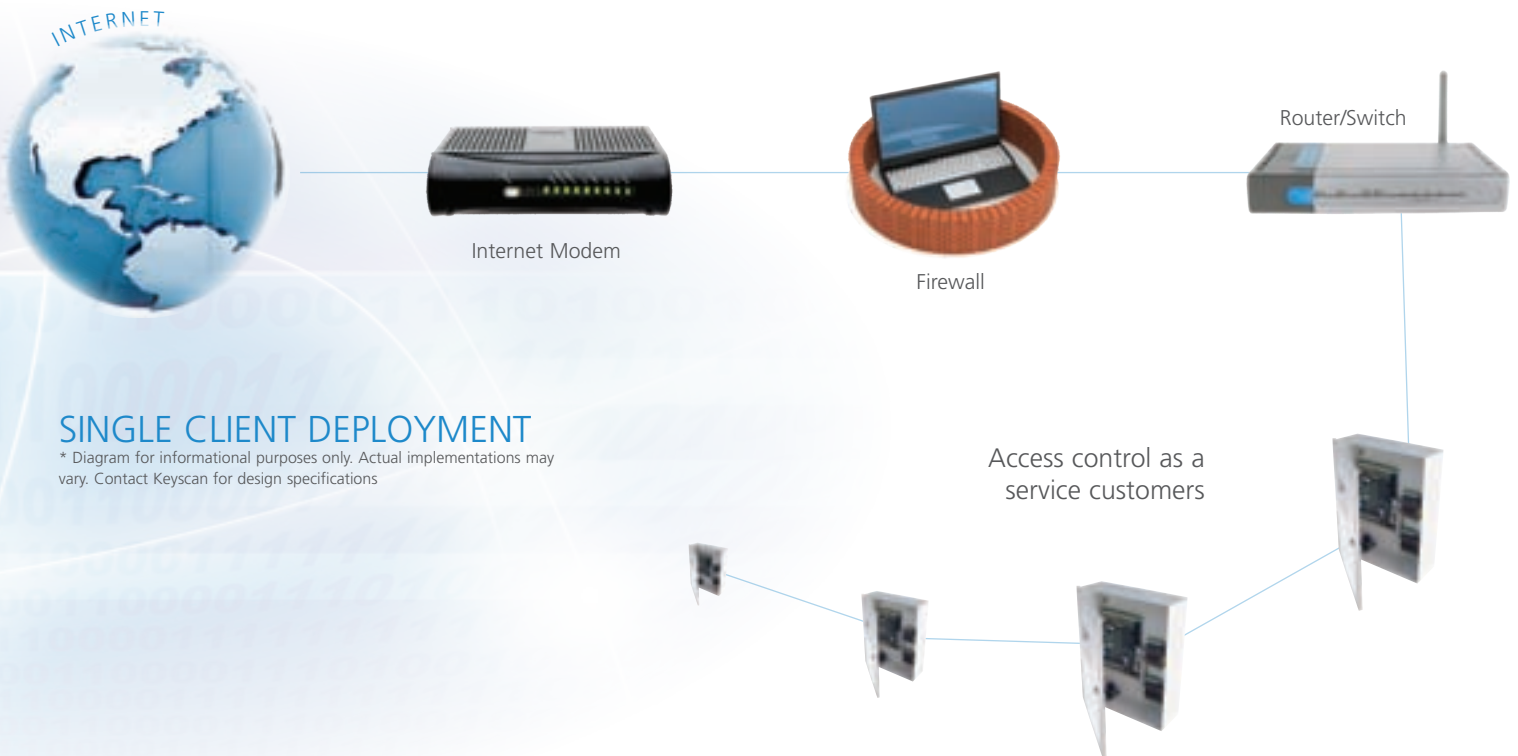 INTERNET
Router/Switch
Internet Modem
Firewall
SINGLE CLIENT DEPLOYMENT
* Diagram for informational purposes only. Actual implementations may
vary. Contact Keyscan for design specifications
Access control as a
service customers